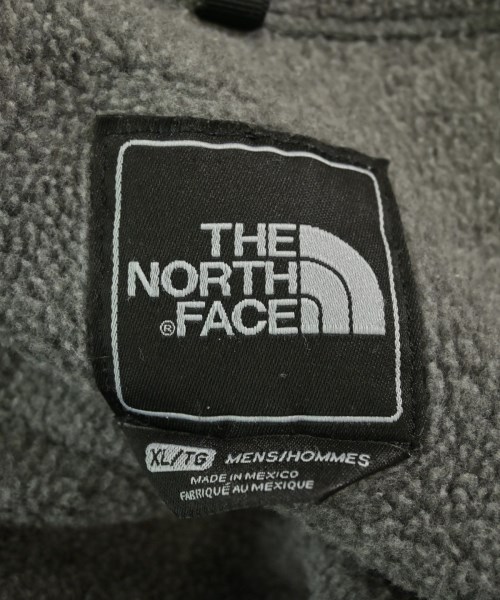 THE
NORTH
®FACE
XL/TG MENS/HOMMES
MADE IN MEXICO
FABRIQUÉ AU MEXIQUE